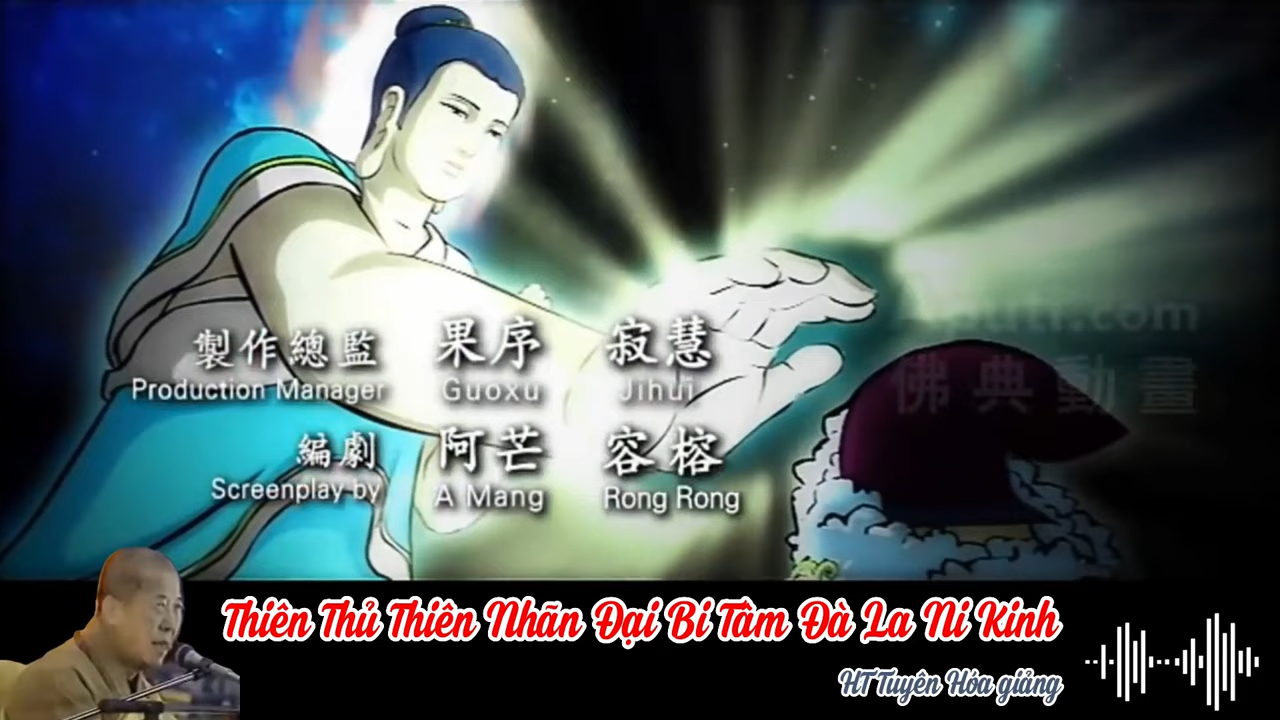 製作總監 果序 寂慧
Production Manager Guoxu Jihui
編劇 阿芒 容榕
Screenplay by A Mang Rong Rong
佛典動畫
Thiên Thủ Thiên Nhãn Đại Bi Tâm Đà La Ni Kinh
HT Tuyên Hóa giảng